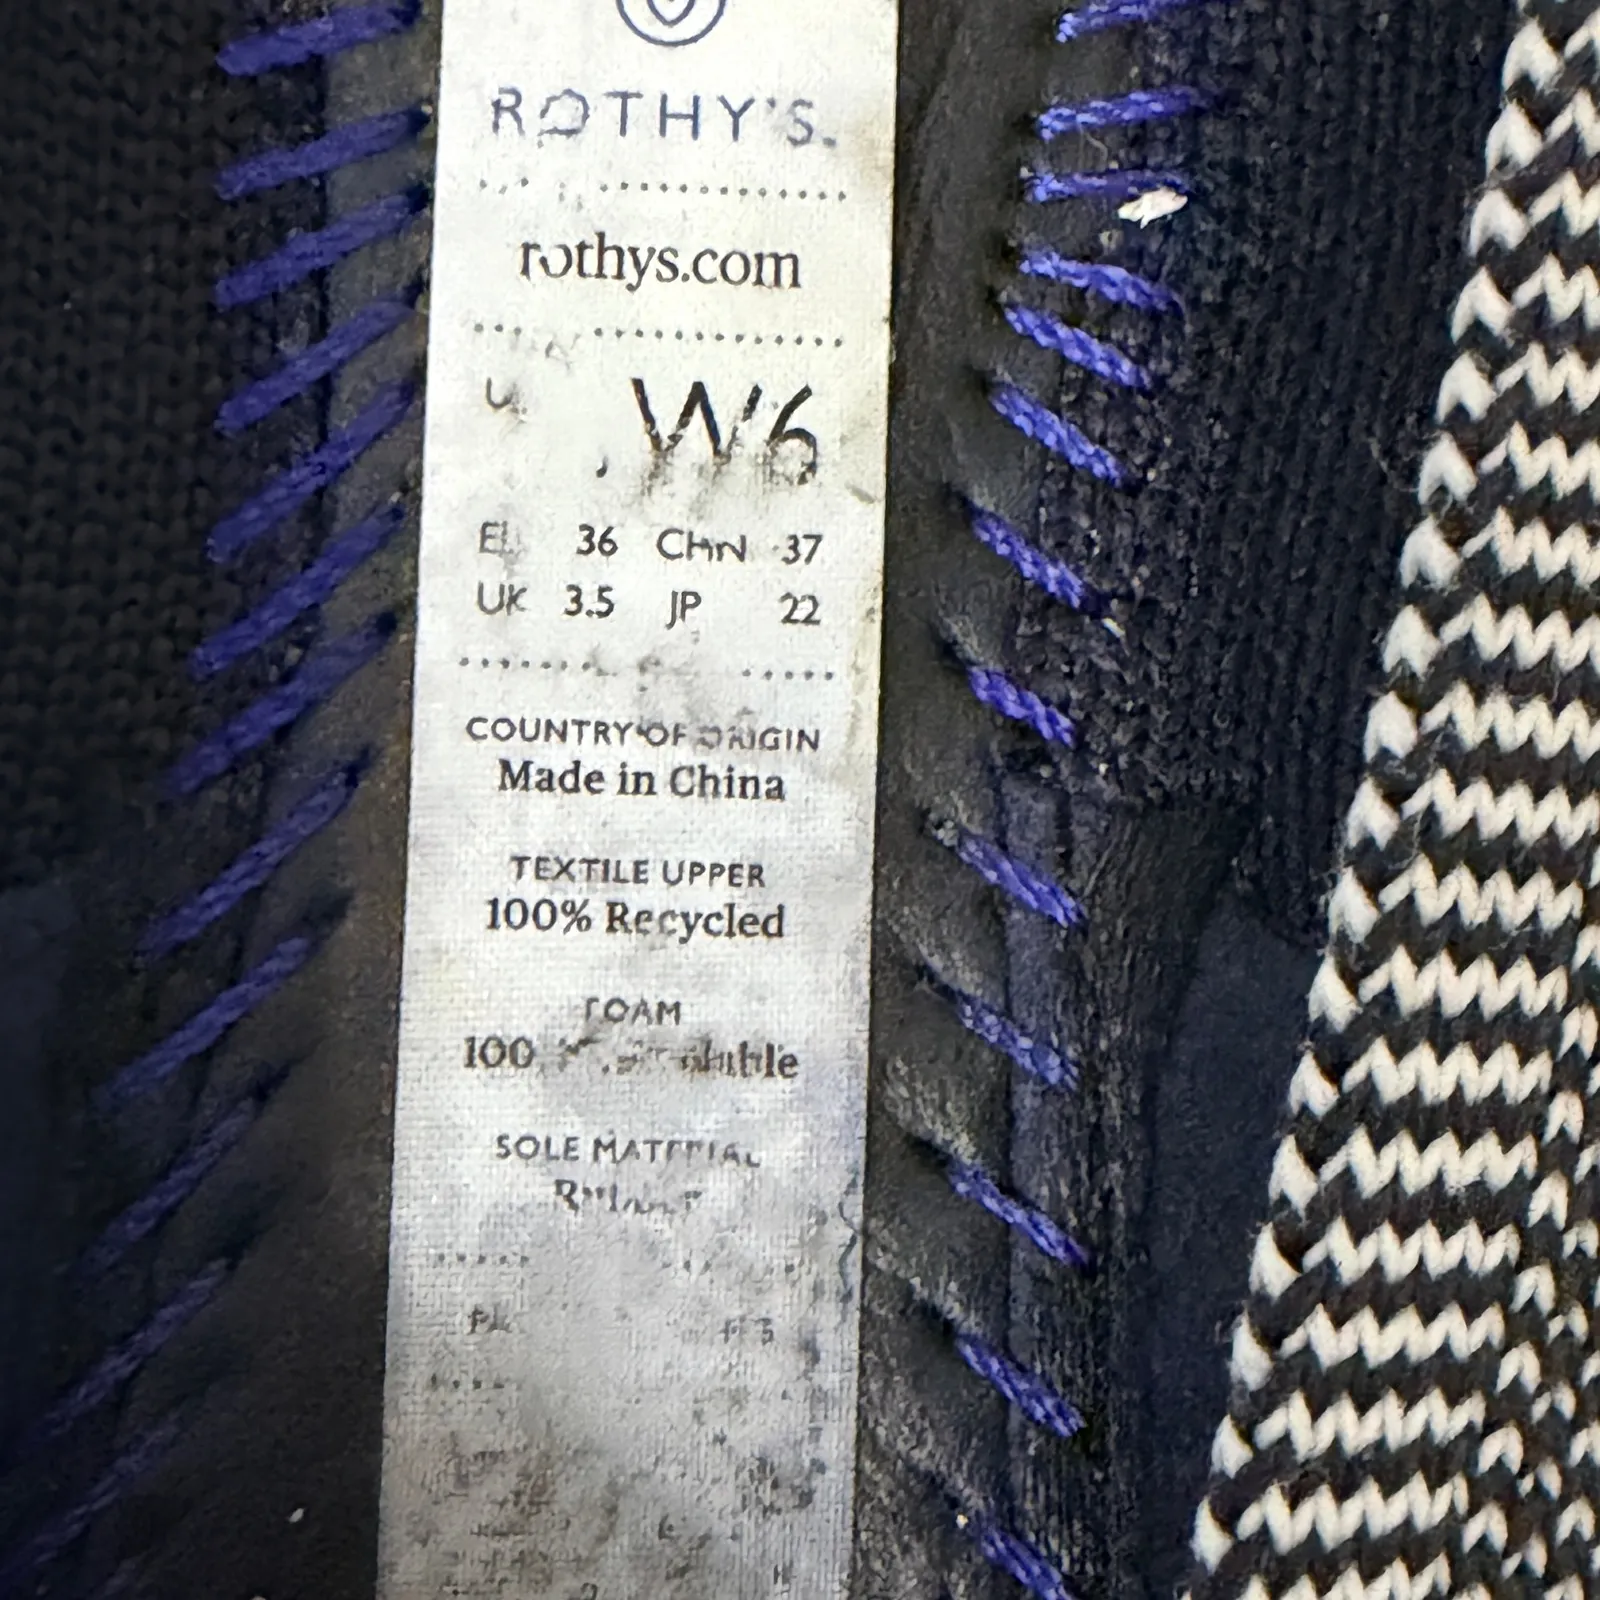 ROTHY'S.
rothys.com
W6
36 CHN 37
UK 3.5 JP 22
COUNTRY OF ORIGIN
Made in China
TEXTILE UPPER
100% Recycled
FOAM
100
SOLE MATERIAL